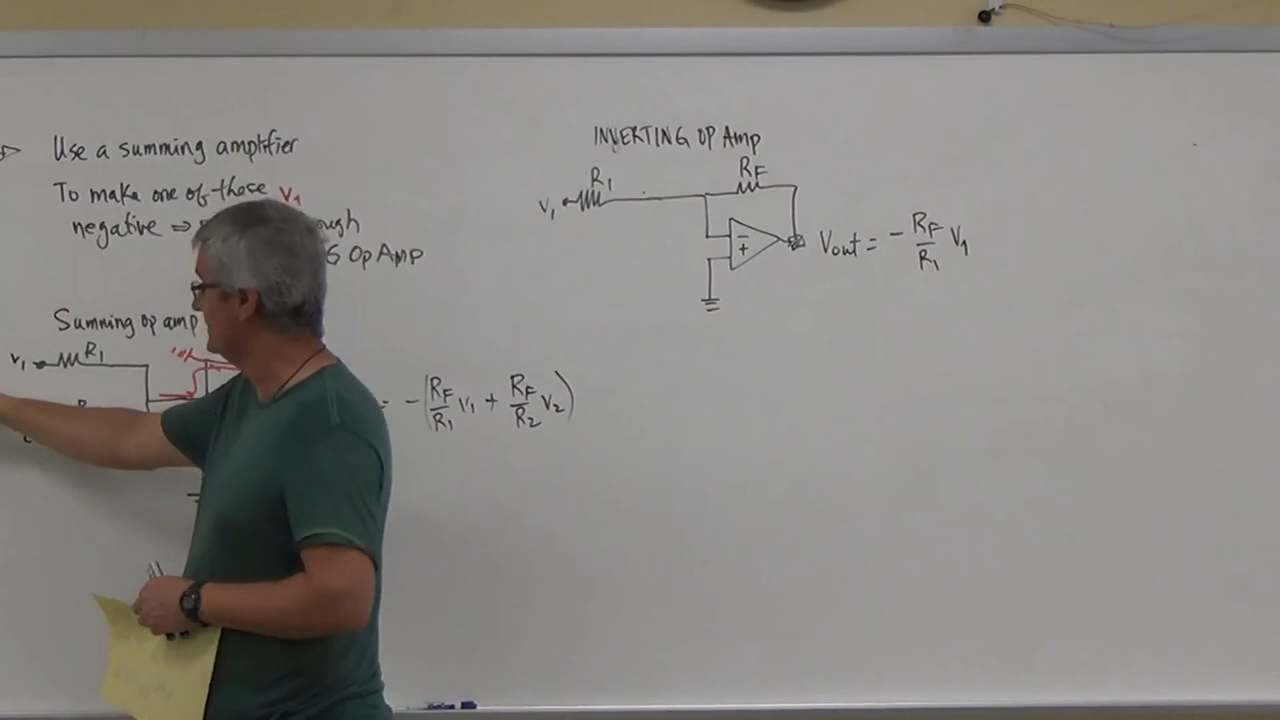 Use a summing amplifier
To make one of these V1
negative ⇒
Op Amp
Summing op amp
V1 R1
= -(RF/R1 V1 + RF/R2 V2)
INVERTING OP Amp
RF
R1
V1
- +
Vout = - RF/R1 V1